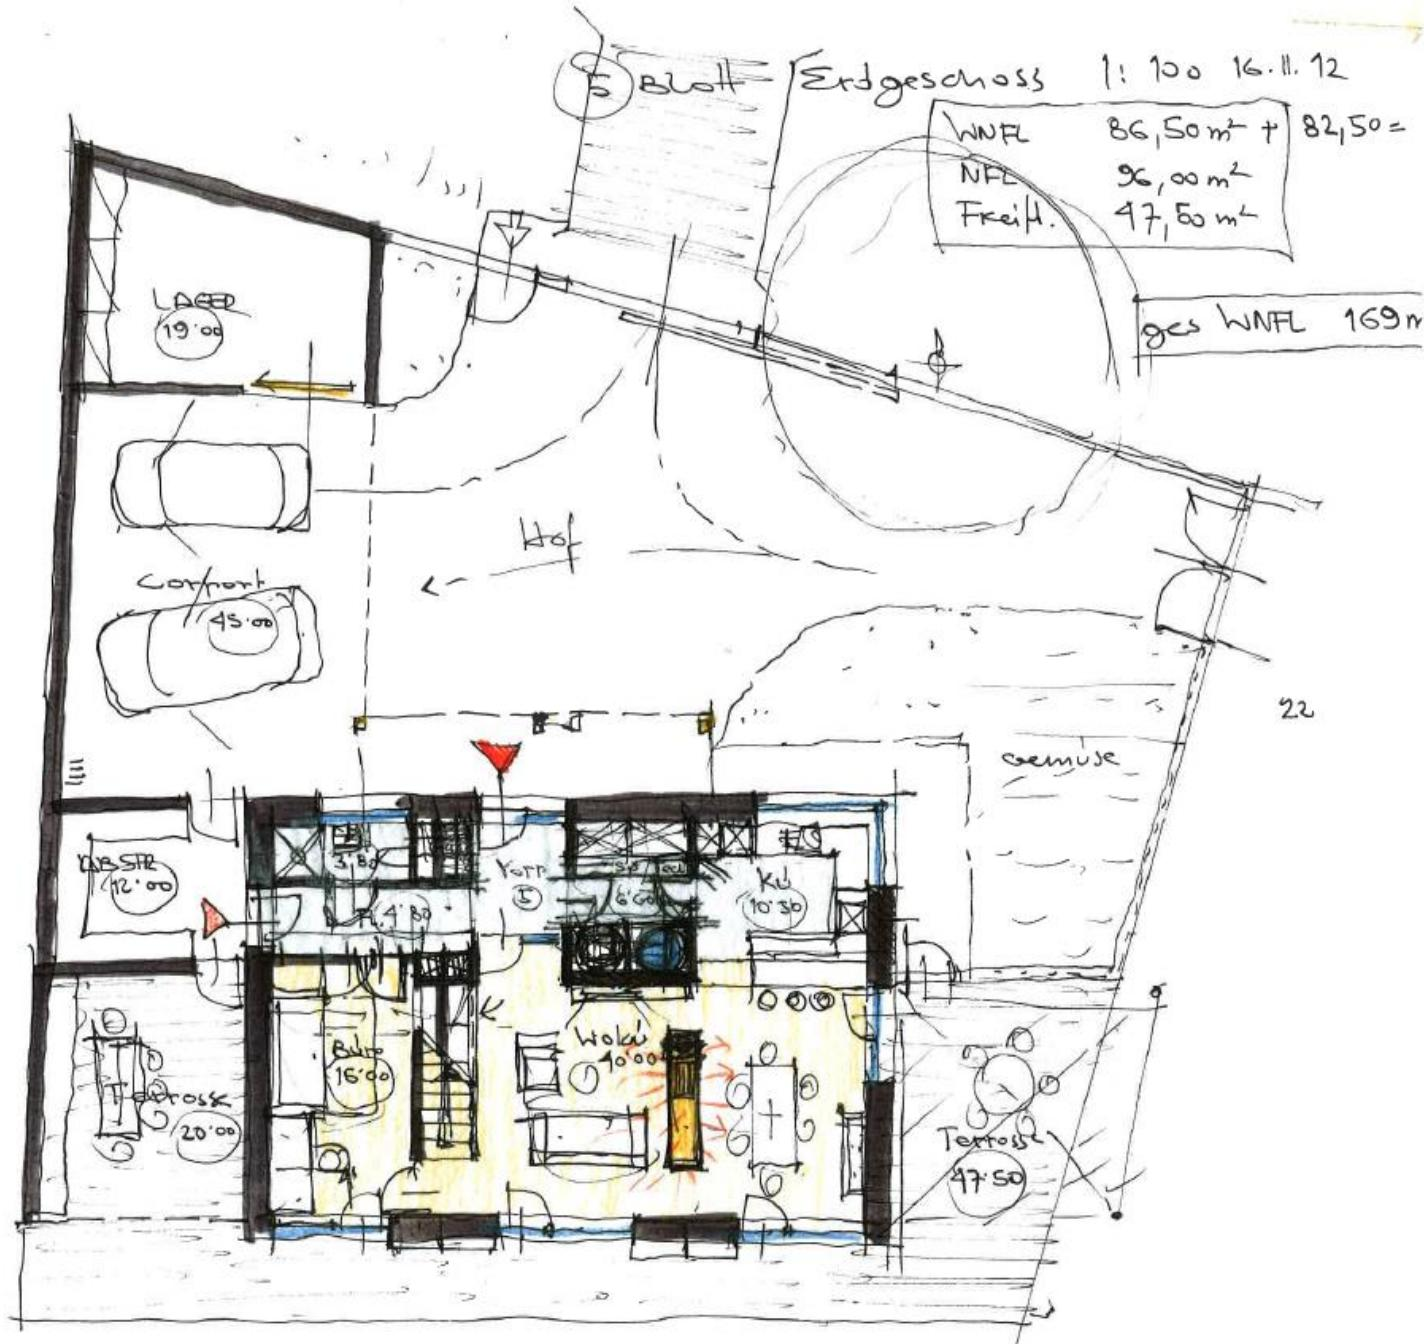 5 Blatt Erdgeschoss 1:100 16.11.12
WNFL 86,50 m² + 82,50 =
NFL 96,00 m²
Freifl. 47,50 m²
ges WNFL 169 m
LAGER
19.00
Hof
Carport
45.00
22
Gemüse
12.00
3.80
Vorr
5
4.80
6.60
Kü
10.30
Wokü
40.00
Büro
16.00
Terrasse
20.00
Terrasse
47.50